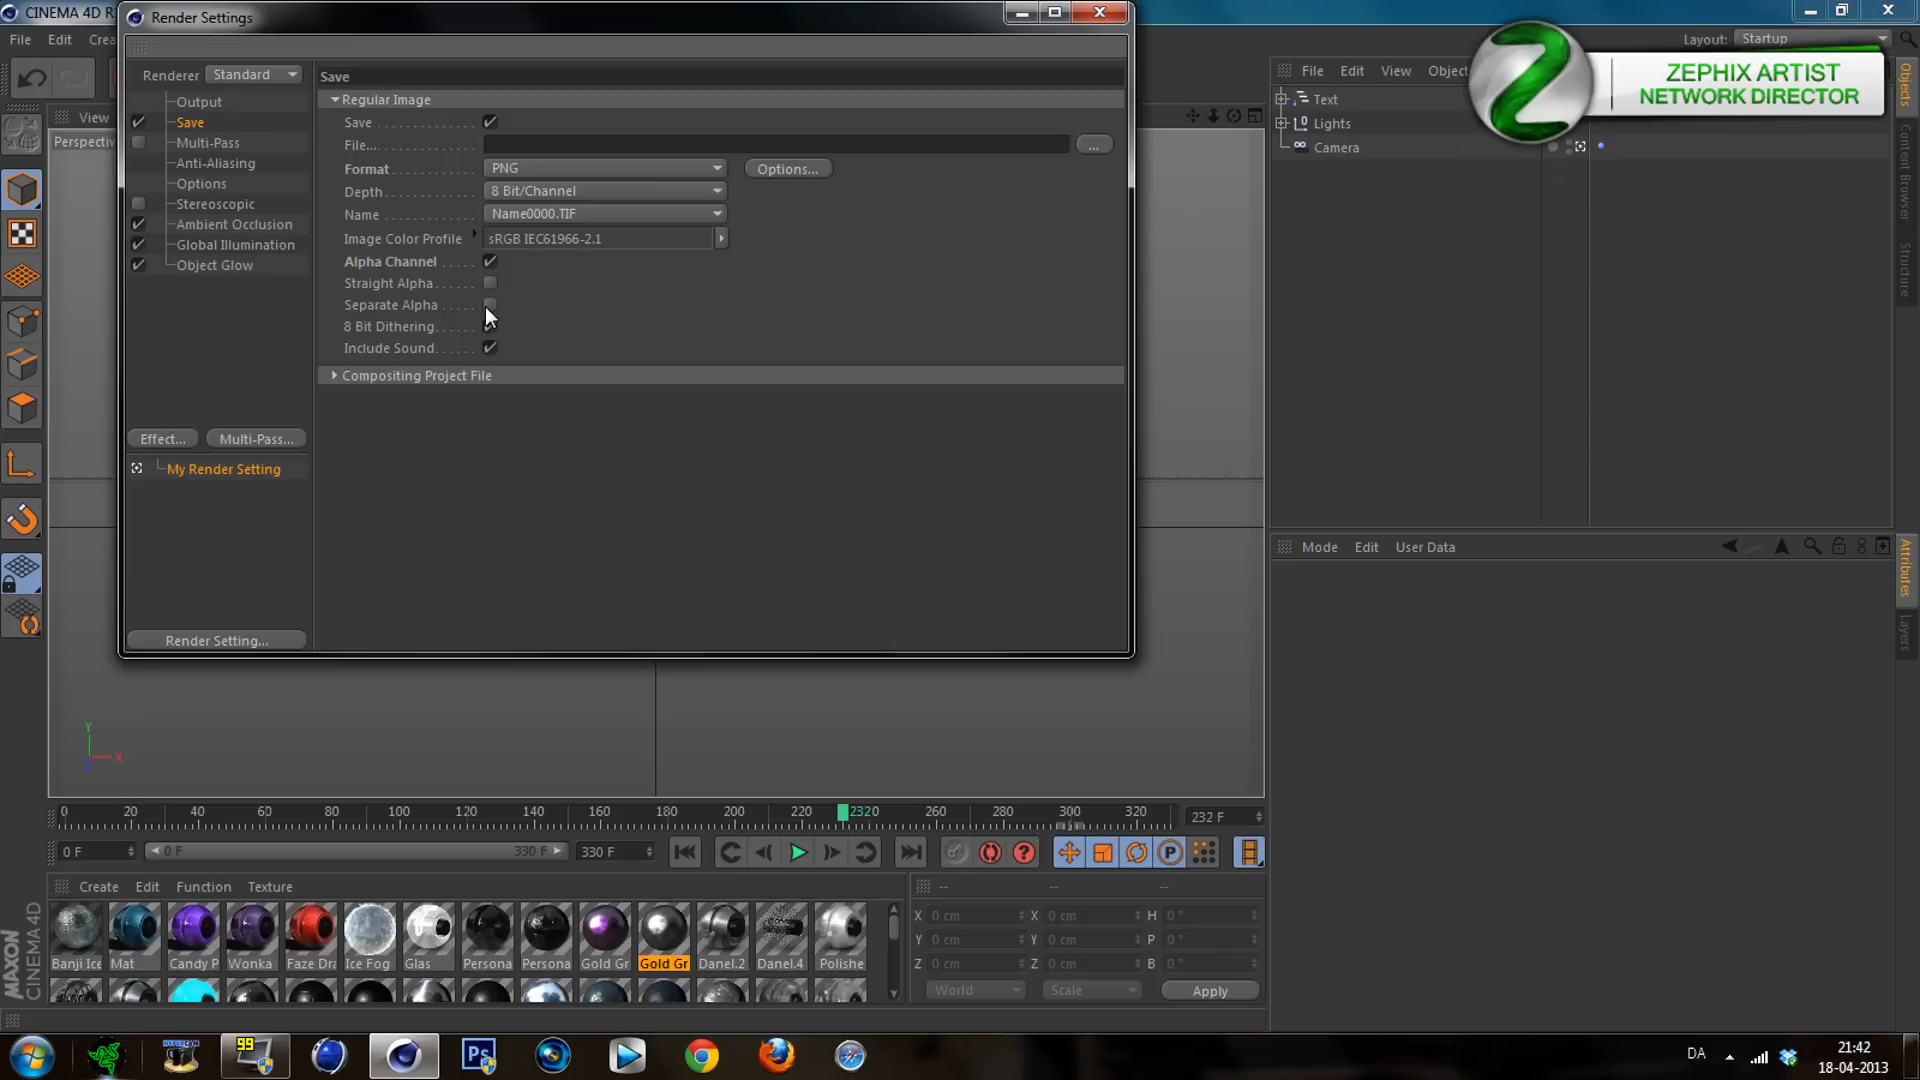 CINEMA 4D R
Render Settings
File Edit Crea
Layout: Startup
Renderer Standard
Save
Output
Save
Multi-Pass
Anti-Aliasing
Options
Stereoscopic
Ambient Occlusion
Global Illumination
Object Glow
Effect... Multi-Pass...
My Render Setting
Render Setting...
Regular Image
Save
File... ...
Format PNG Options...
Depth 8 Bit/Channel
Name Name0000.TIF
Image Color Profile sRGB IEC61966-2.1
Alpha Channel
Straight Alpha
Separate Alpha
8 Bit Dithering
Include Sound
Compositing Project File
View
Perspecti
File Edit View Object
Text
Lights
Camera
ZEPHIX ARTIST
NETWORK DIRECTOR
Objects
Content Browser
Structure
Mode Edit User Data
Attributes
Layers
Y
X
Z
0 20 40 60 80 100 120 140 160 180 200 220 2320 260 280 300 320 232 F
0 F 0 F 330 F 330 F
Create Edit Function Texture
-- -- --
Banji Ice Mat Candy P Wonka Faze Dra Ice Fog Glas Persona Persona Gold Gr Gold Gr Danel.2 Danel.4 Polishe
X 0 cm X 0 cm H 0 °
Y 0 cm Y 0 cm P 0 °
Z 0 cm Z 0 cm B 0 °
World Scale Apply
MAXON
CINEMA 4D
99
Ps
DA
21:42
18-04-2013